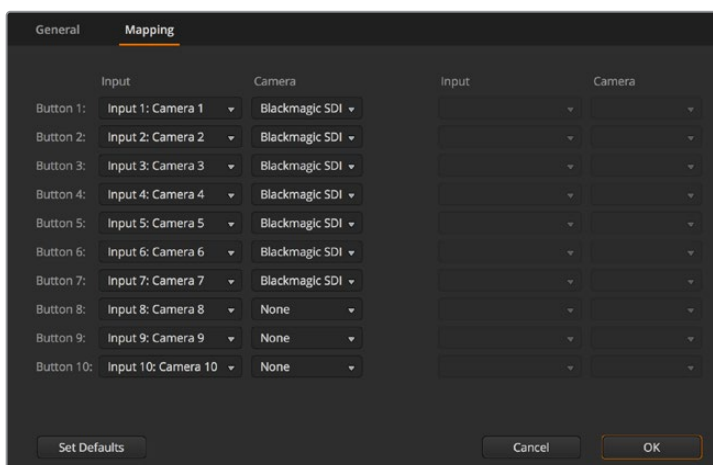 General Mapping
Input Camera Input Camera
Button 1: Input 1: Camera 1 Blackmagic SDI
Button 2: Input 2: Camera 2 Blackmagic SDI
Button 3: Input 3: Camera 3 Blackmagic SDI
Button 4: Input 4: Camera 4 Blackmagic SDI
Button 5: Input 5: Camera 5 Blackmagic SDI
Button 6: Input 6: Camera 6 Blackmagic SDI
Button 7: Input 7: Camera 7 Blackmagic SDI
Button 8: Input 8: Camera 8 None
Button 9: Input 9: Camera 9 None
Button 10: Input 10: Camera 10 None
Set Defaults Cancel OK